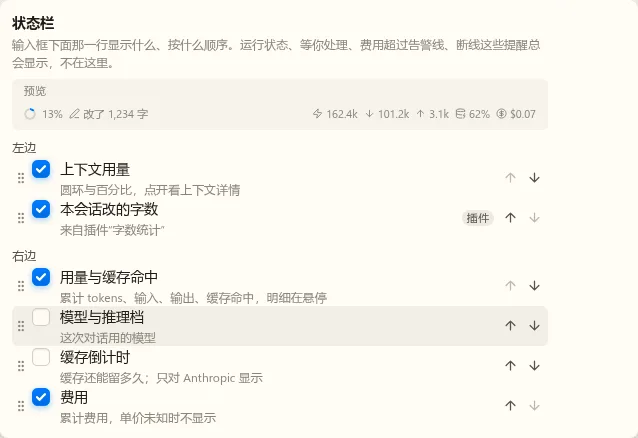 状态栏
输入框下面那一行显示什么、按什么顺序。运行状态、等你处理、费用超过告警线、断线这些提醒总
会显示，不在这里。
预览
13% 改了 1,234 字 162.4k 101.2k 3.1k 62% $0.07
左边
上下文用量
圆环与百分比，点开看上下文详情
本会话改的字数
来自插件“字数统计”
插件
右边
用量与缓存命中
累计 tokens、输入、输出、缓存命中，明细在悬停
模型与推理档
这次对话用的模型
缓存倒计时
缓存还能留多久；只对 Anthropic 显示
费用
累计费用，单价未知时不显示